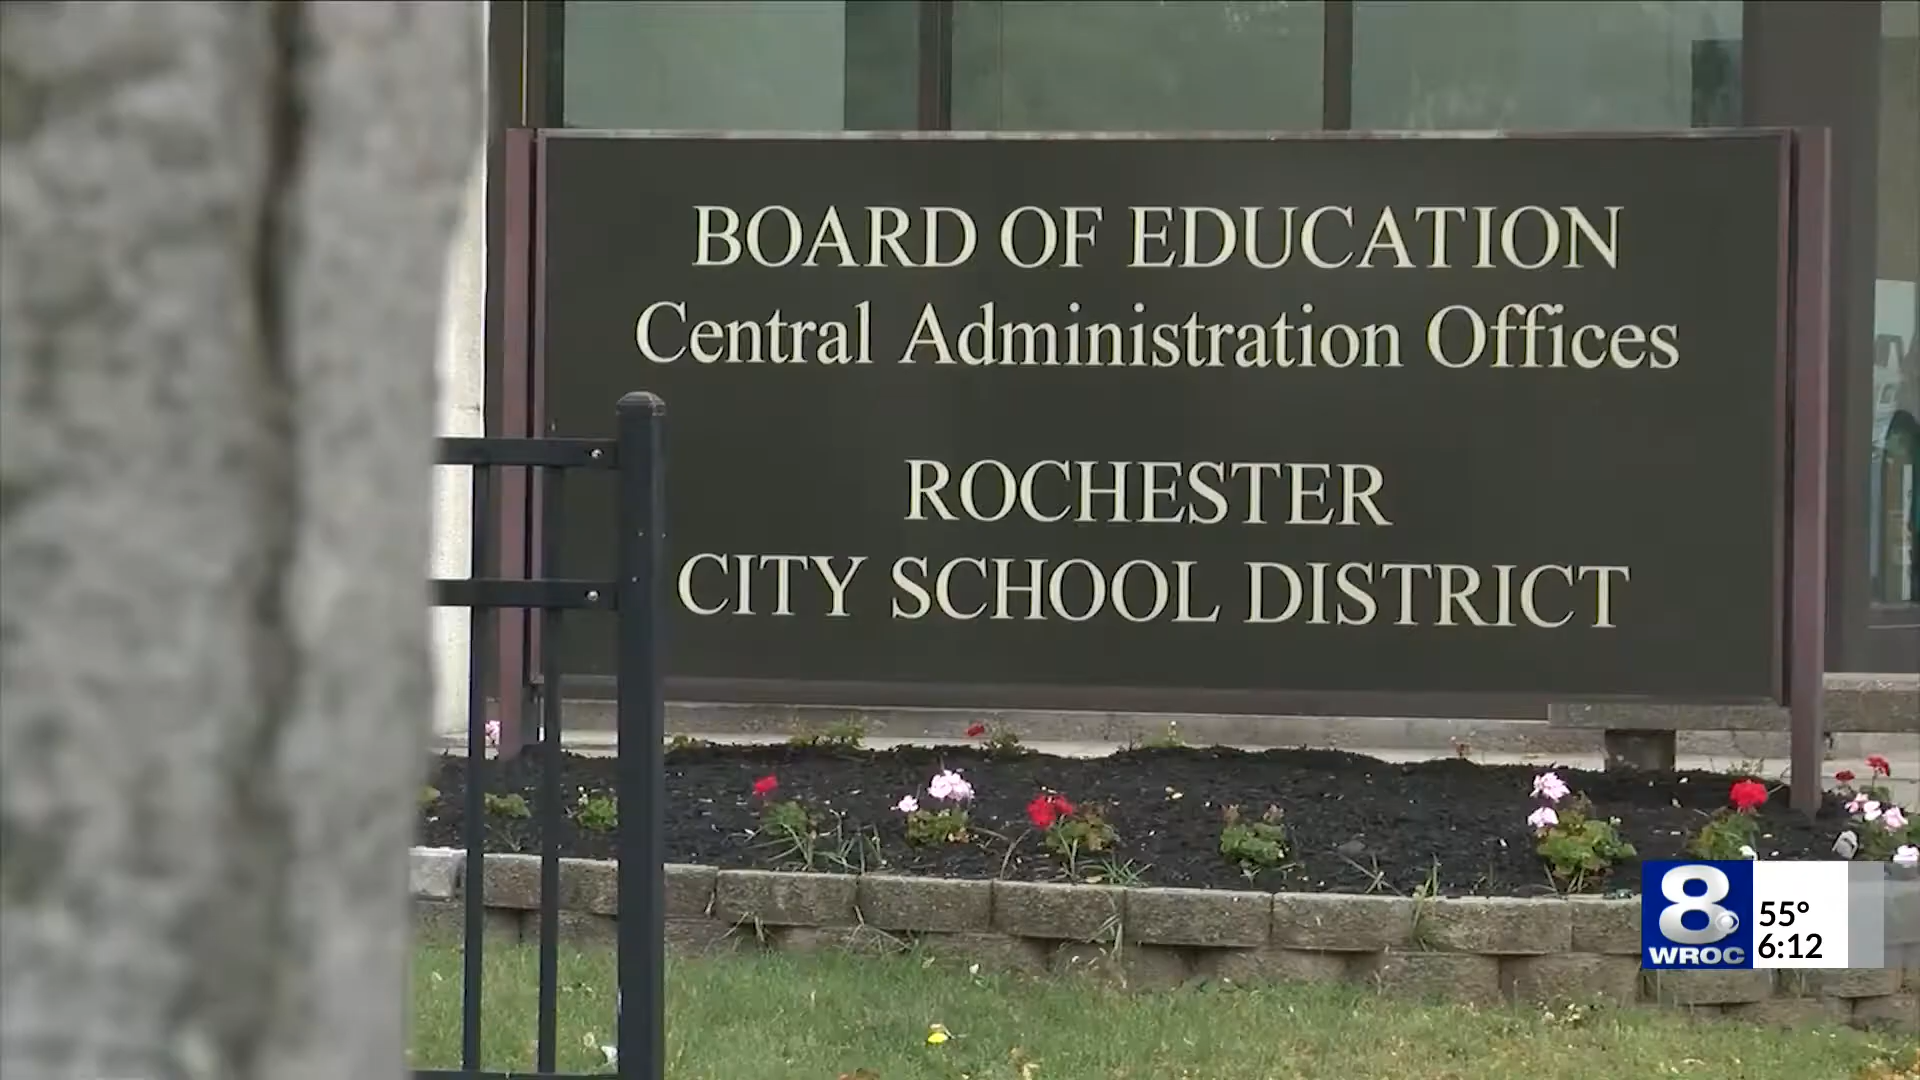 BOARD OF EDUCATION
Central Administration Offices
ROCHESTER
CITY SCHOOL DISTRICT
8
WROC
55°
6:12